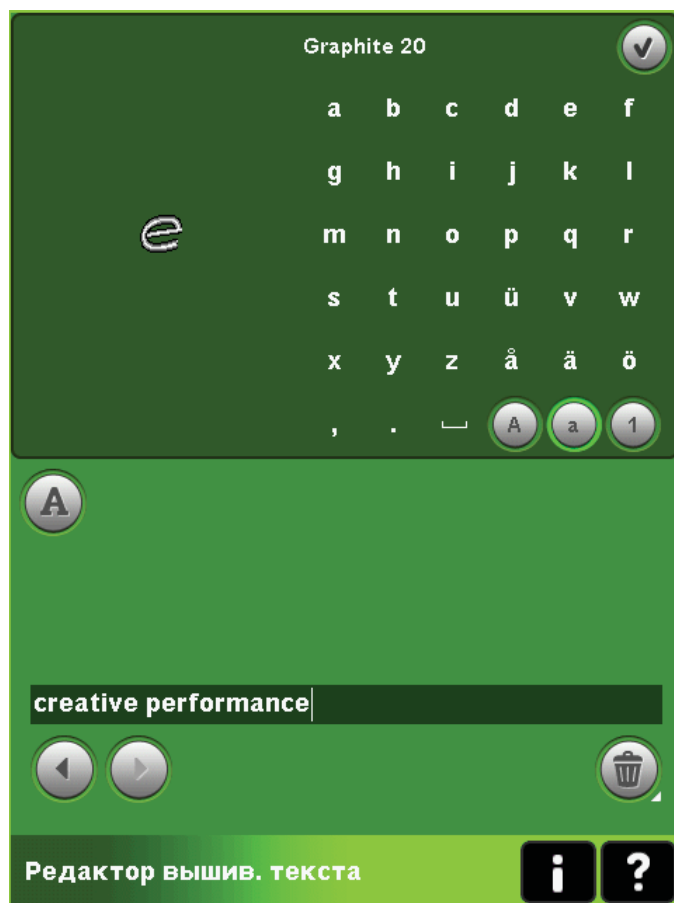 Graphite 20
a b c d e f
g h i j k l
e
m n o p q r
s t u ü v w
x y z å ä ö
, . ⎵ A a 1
A
creative performance
Редактор вышив. текста
i ?